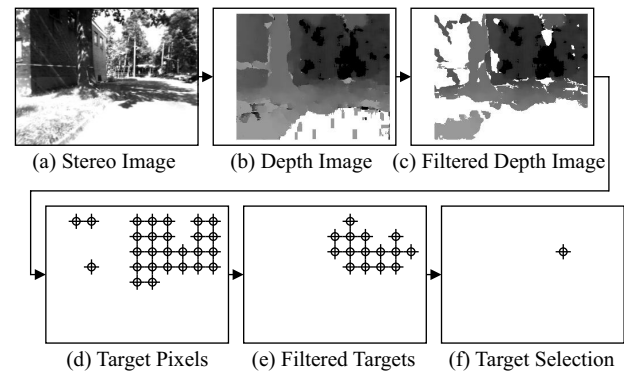 (a) Stereo Image
(b) Depth Image
(c) Filtered Depth Image
(d) Target Pixels
(e) Filtered Targets
(f) Target Selection